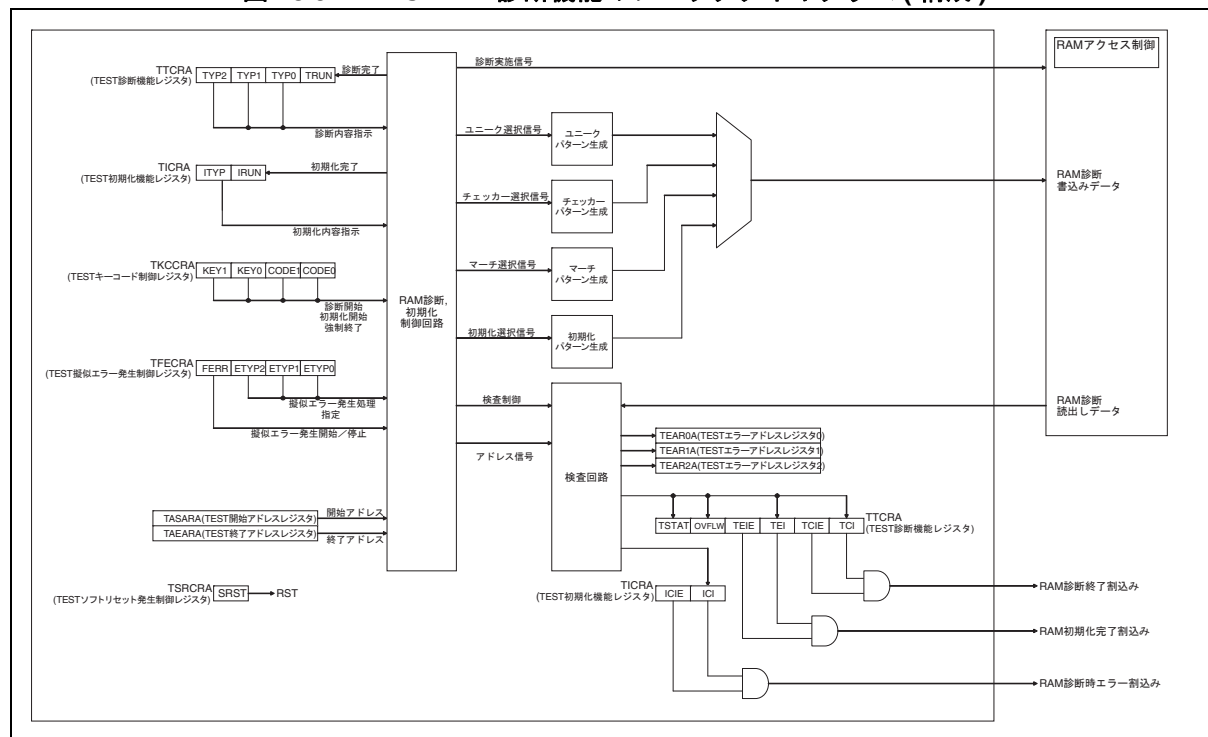 診断機能
(構成)
TTCRA
(TEST診断機能レジスタ)
TYP2 TYP1 TYP0 TRUN
診断完了
診断内容指示
TICRA
(TEST初期化機能レジスタ)
ITYP IRUN
初期化完了
初期化内容指示
TKCCRA
(TESTキーコード制御レジスタ)
KEY1 KEY0 CODE1 CODE0
診断開始
初期化開始
強制終了
TFECRA
(TEST擬似エラー発生制御レジスタ)
FERR ETYP2 ETYP1 ETYP0
擬似エラー発生処理
指定
擬似エラー発生開始/停止
TASARA(TEST開始アドレスレジスタ)
開始アドレス
TAEARA(TEST終了アドレスレジスタ)
終了アドレス
TSRCRA
(TESTソフトリセット発生制御レジスタ)
SRST
RST
RAM診断,
初期化
制御回路
診断実施信号
ユニーク選択信号
ユニーク
パターン生成
チェッカー選択信号
チェッカー
パターン生成
マーチ選択信号
マーチ
パターン生成
初期化選択信号
初期化
パターン生成
検査制御
アドレス信号
検査回路
TEAR0A(TESTエラーアドレスレジスタ0)
TEAR1A(TESTエラーアドレスレジスタ1)
TEAR2A(TESTエラーアドレスレジスタ2)
TSTAT OVFLW TEIE TEI TCIE TCI
TTCRA
(TEST診断機能レジスタ)
TICRA
(TEST初期化機能レジスタ)
ICIE ICI
RAMアクセス制御
RAM診断
書込みデータ
RAM診断
読出しデータ
RAM診断終了割込み
RAM初期化完了割込み
RAM診断時エラー割込み